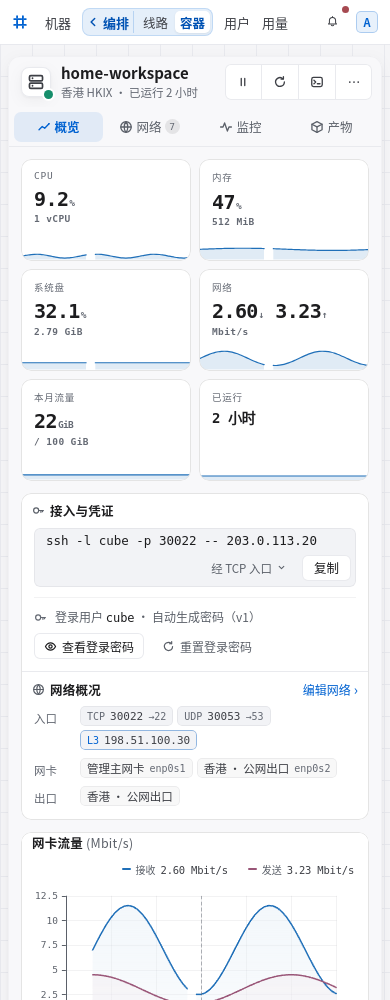 机器 编排 线路 容器 用户 用量 A
home-workspace
香港 HKIX · 已运行 2 小时
概览 网络 7 监控 产物
CPU
9.2%
1 vCPU
内存
47%
512 MiB
系统盘
32.1%
2.79 GiB
网络
2.60↓ 3.23↑
Mbit/s
本月流量
22GiB
/ 100 GiB
已运行
2 小时
接入与凭证
ssh -l cube -p 30022 -- 203.0.113.20
经 TCP 入口 复制
登录用户 cube · 自动生成密码（v1）
查看登录密码 重置登录密码
网络概况 编辑网络 ›
入口 TCP 30022 →22 UDP 30053 →53
L3 198.51.100.30
网卡 管理主网卡 enp0s1 香港 · 公网出口 enp0s2
出口 香港 · 公网出口
网卡流量 (Mbit/s)
接收 2.60 Mbit/s 发送 3.23 Mbit/s
12.5
10
7.5
5
2.5